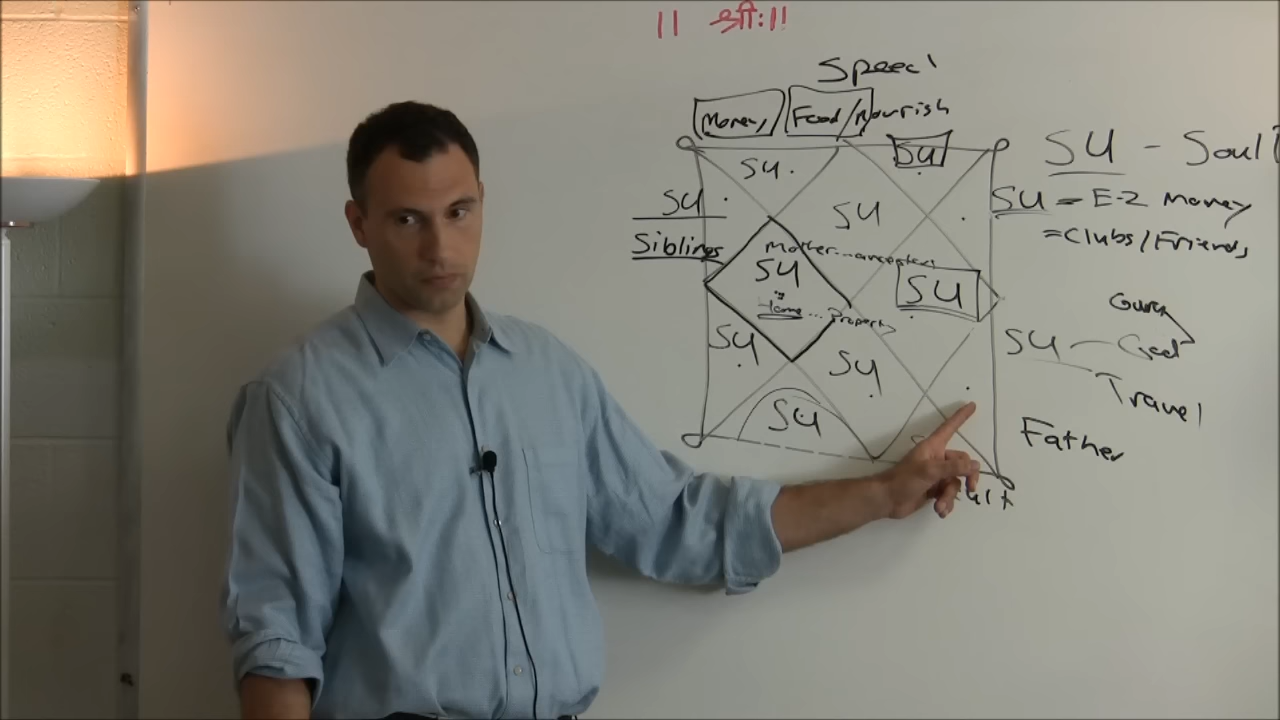 || श्रीः ||
Speec
Money Food/Nourish
SU SU SU - Soul
SU SU SU = E-Z Money
Siblings = Clubs/Friends
Mother
SU SU
Home ... Property
Guru
SU SU SU God
Travel
SU
Father